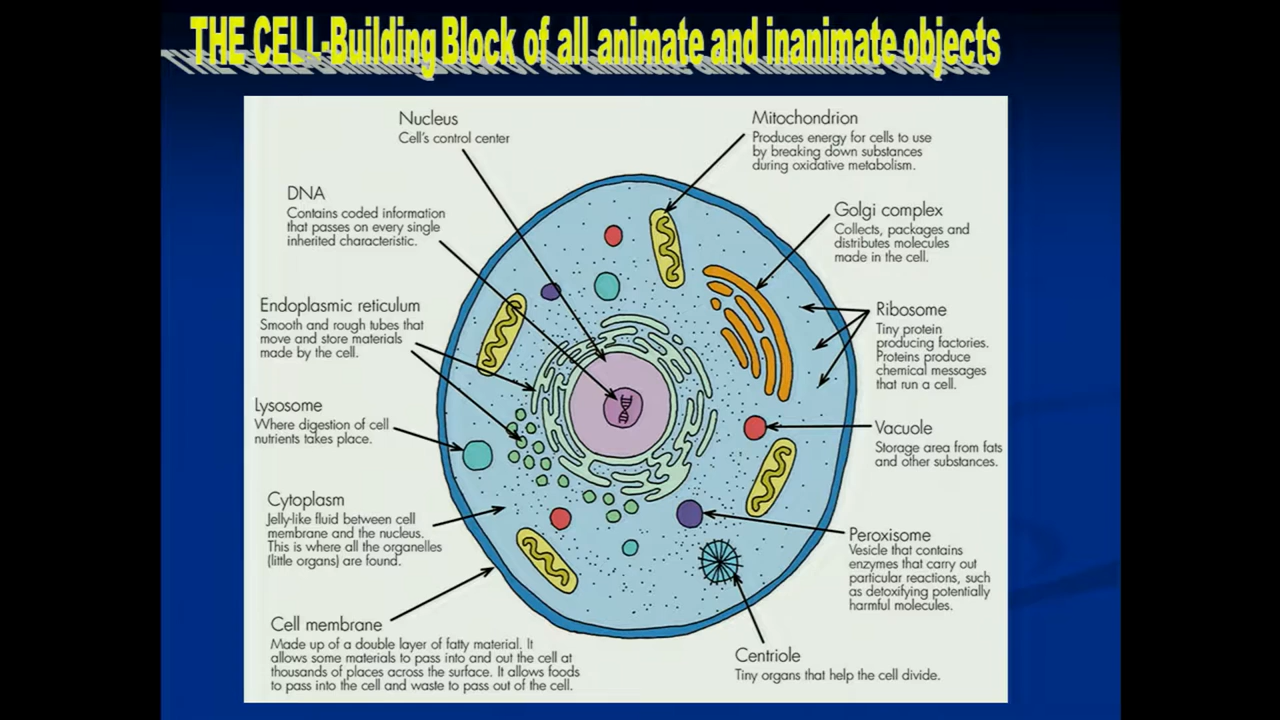 THE CELL-Building Block of all animate and inanimate objects
Nucleus
Cell's control center
Mitochondrion
Produces energy for cells to use
by breaking down substances
during oxidative metabolism.
DNA
Contains coded information
that passes on every single
inherited characteristic.
Golgi complex
Collects, packages and
distributes molecules
made in the cell.
Endoplasmic reticulum
Smooth and rough tubes that
move and store materials
made by the cell.
Ribosome
Tiny protein
producing factories.
Proteins produce
chemical messages
that run a cell.
Lysosome
Where digestion of cell
nutrients takes place.
Vacuole
Storage area from fats
and other substances.
Cytoplasm
Jelly-like fluid between cell
membrane and the nucleus.
This is where all the organelles
(little organs) are found.
Peroxisome
Vesicle that contains
enzymes that carry out
particular reactions, such
as detoxifying potentially
harmful molecules.
Cell membrane
Made up of a double layer of fatty material. It
allows some materials to pass into and out the cell at
thousands of places across the surface. It allows foods
to pass into the cell and waste to pass out of the cell.
Centriole
Tiny organs that help the cell divide.